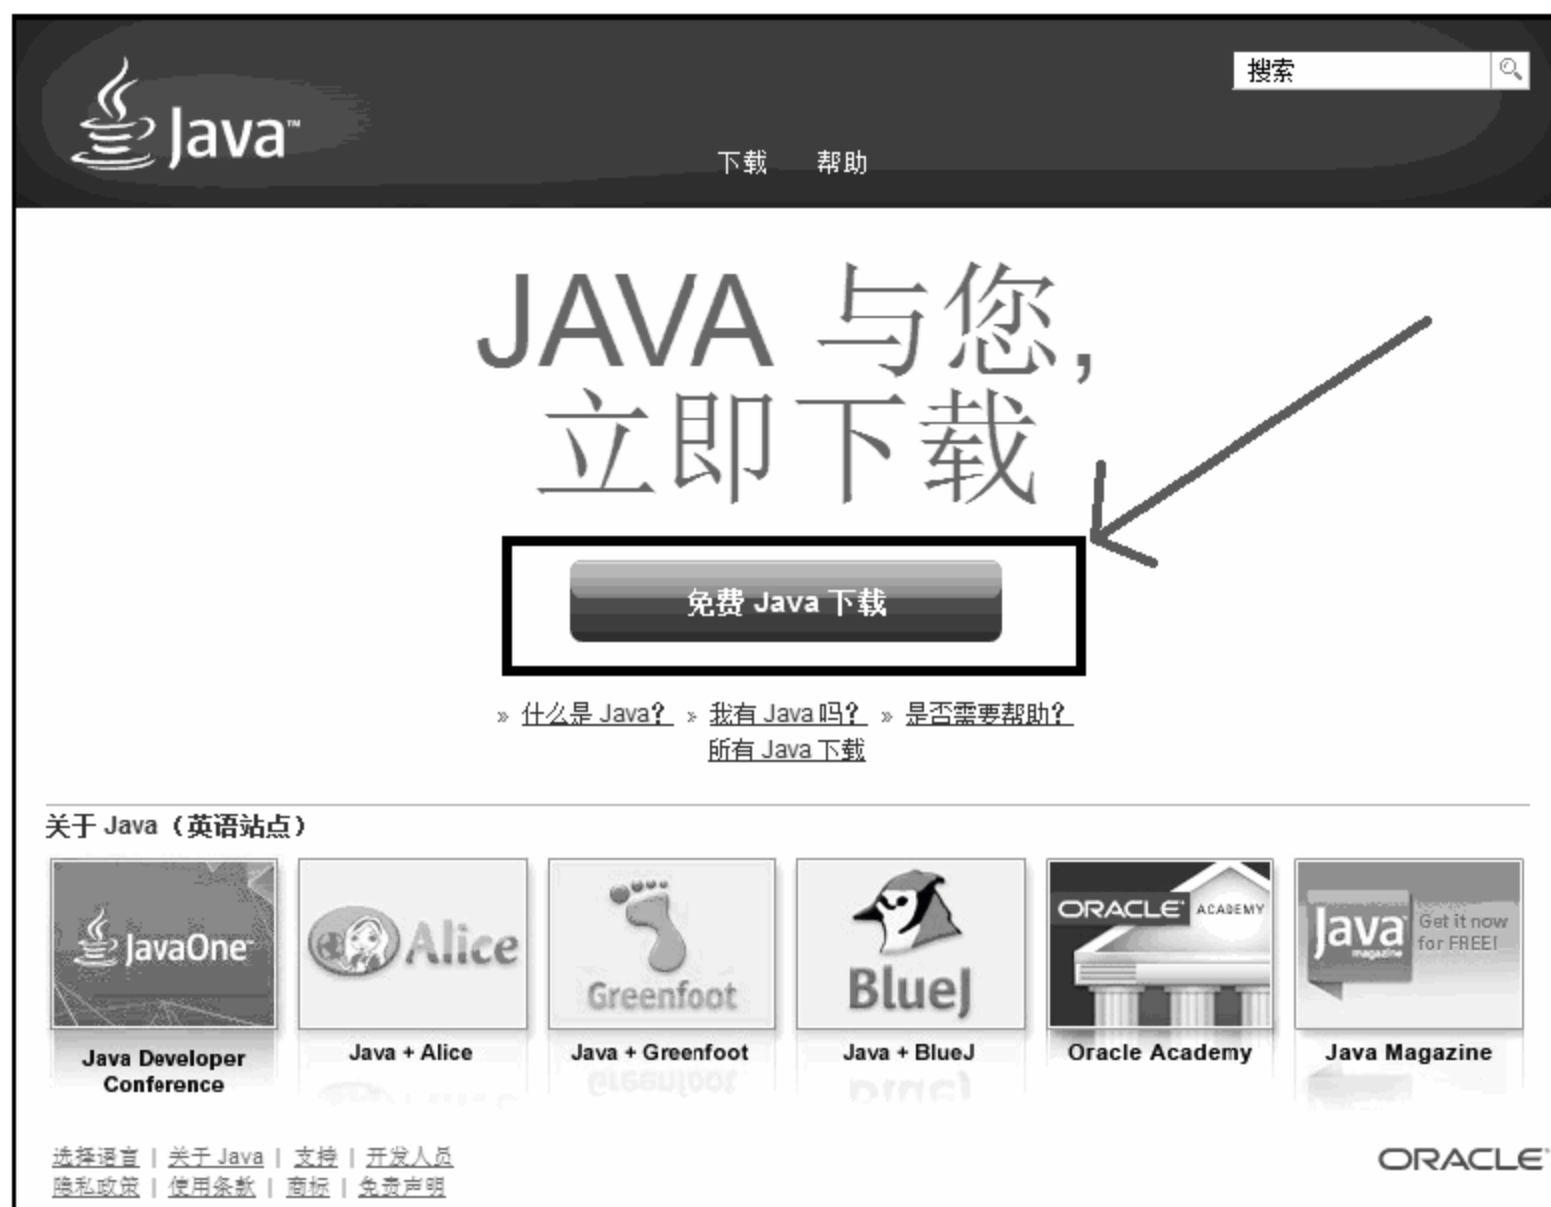 Java™
搜索
下载 帮助
JAVA 与您,
立即下载
免费 Java 下载
» 什么是 Java? » 我有 Java 吗? » 是否需要帮助?
所有 Java 下载
关于 Java（英语站点）
JavaOne
Alice
Greenfoot
BlueJ
ORACLE ACADEMY
Java magazine
Get it now
for FREE!
Java Developer
Conference
Java + Alice
Java + Greenfoot
Java + BlueJ
Oracle Academy
Java Magazine
选择语言 | 关于 Java | 支持 | 开发人员
隐私政策 | 使用条款 | 商标 | 免责声明
ORACLE